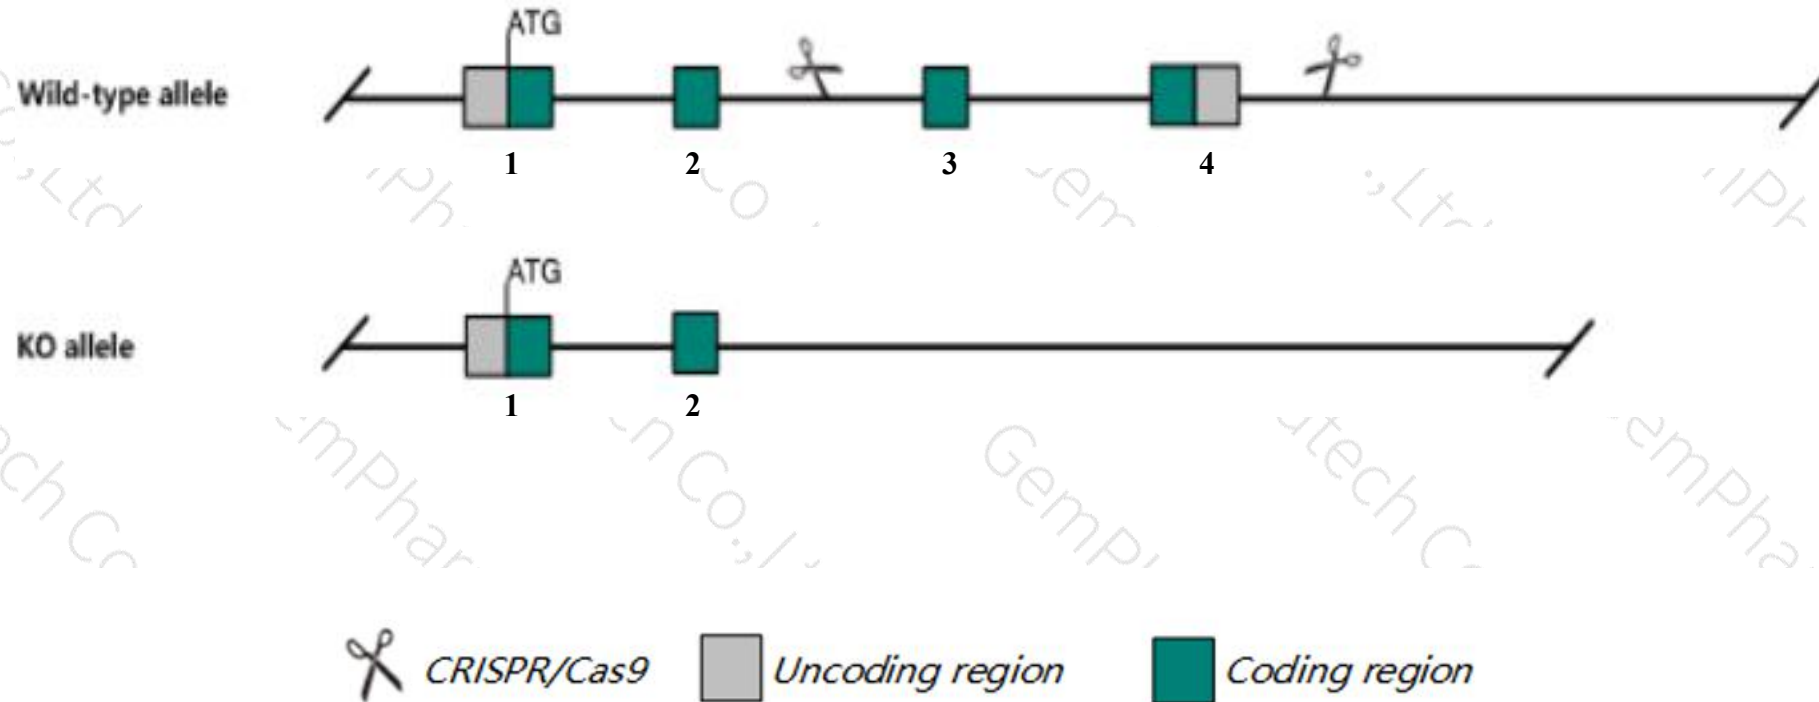 ATG
Wild-type allele
1 2 3 4
ATG
KO allele
1 2
CRISPR/Cas9 Uncoding region Coding region